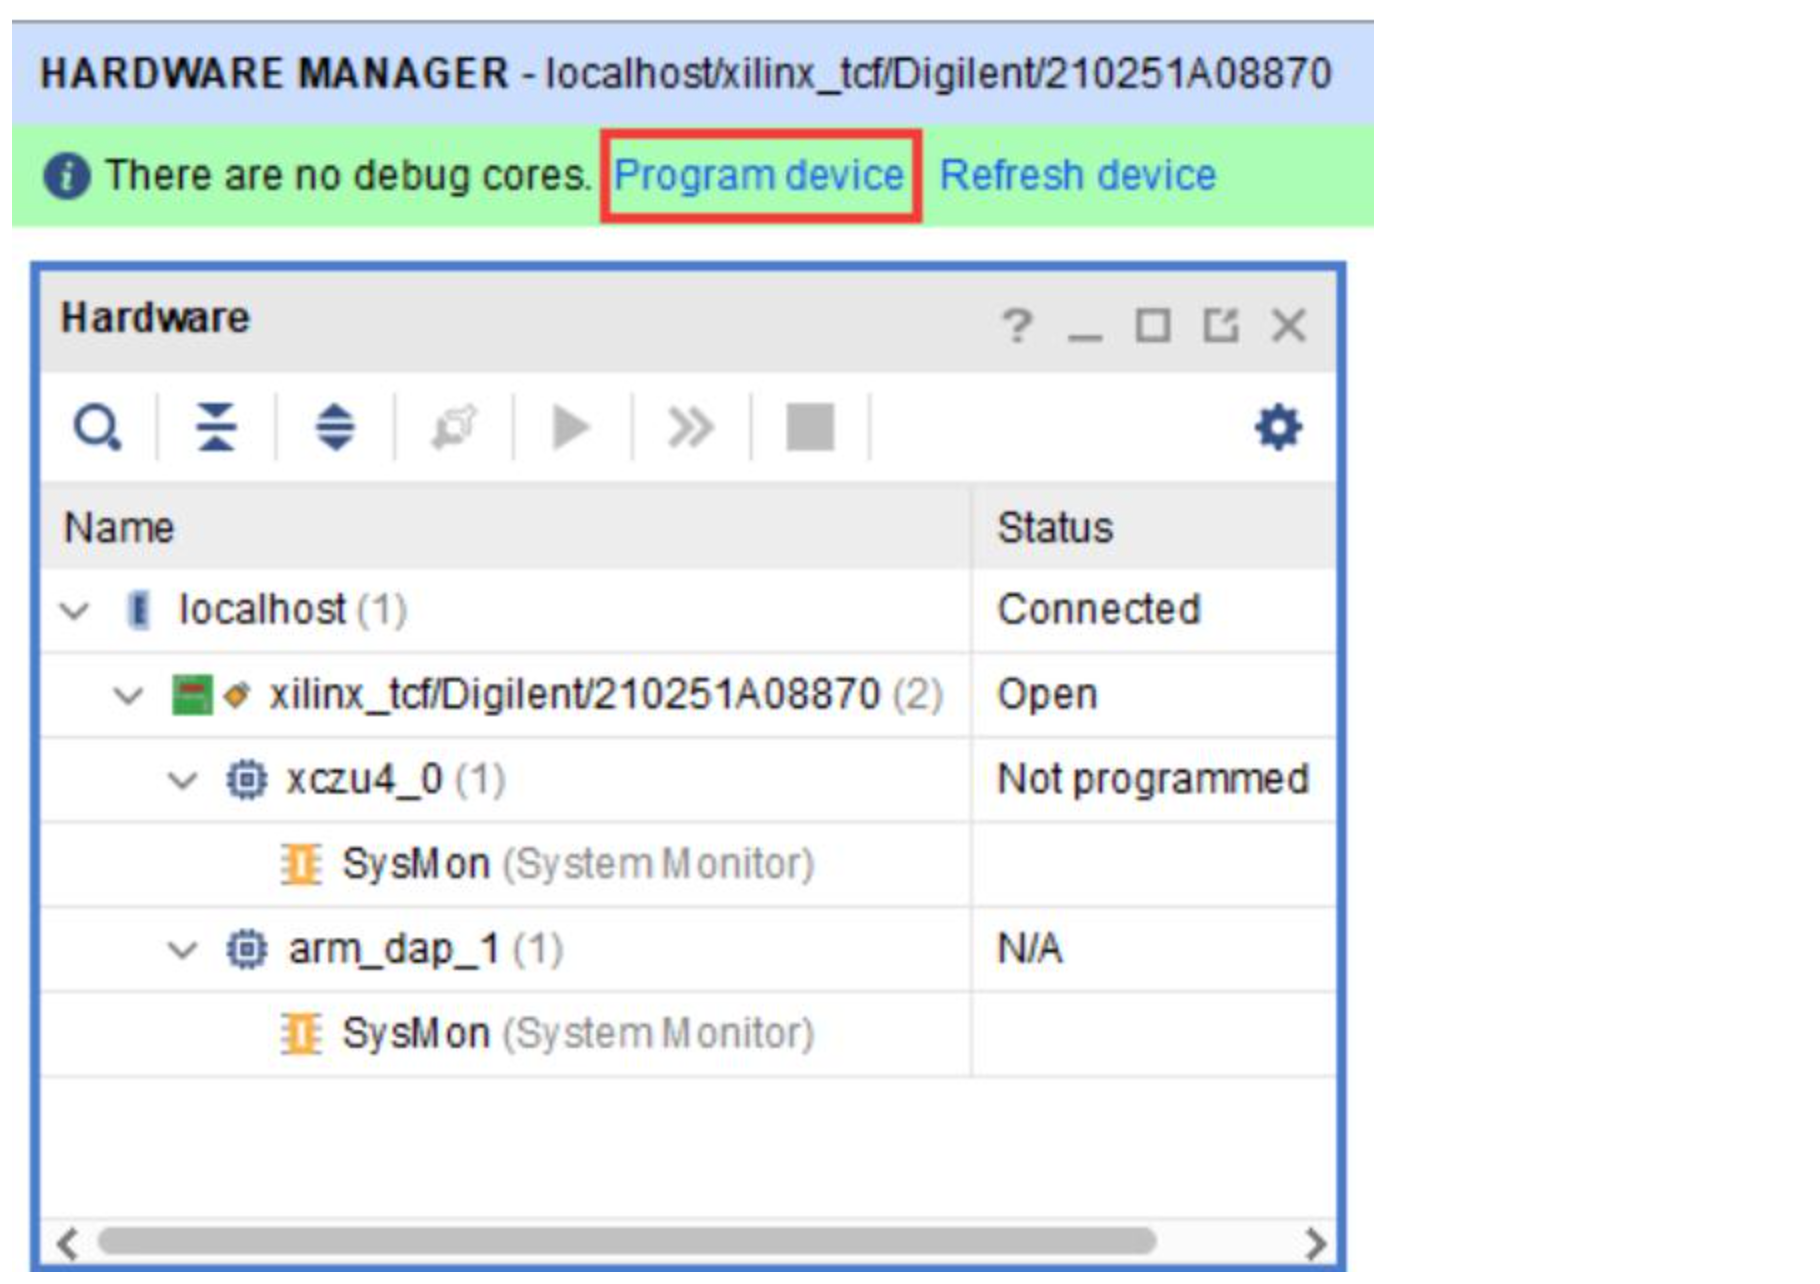 HARDWARE MANAGER - localhost/xilinx_tcf/Digilent/210251A08870
There are no debug cores. Program device Refresh device
Hardware
Name Status
localhost (1) Connected
xilinx_tcf/Digilent/210251A08870 (2) Open
xczu4_0 (1) Not programmed
SysMon (System Monitor)
arm_dap_1 (1) N/A
SysMon (System Monitor)